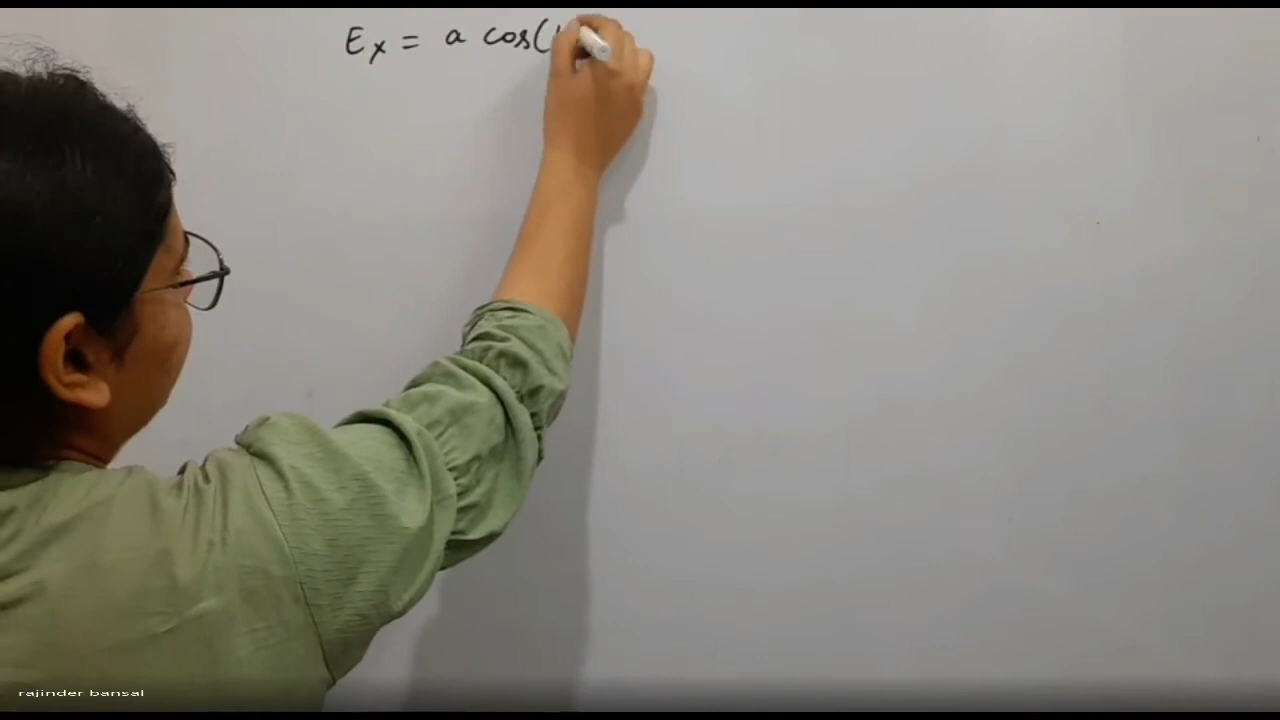 Eₓ = a cos(
rajinder bansal